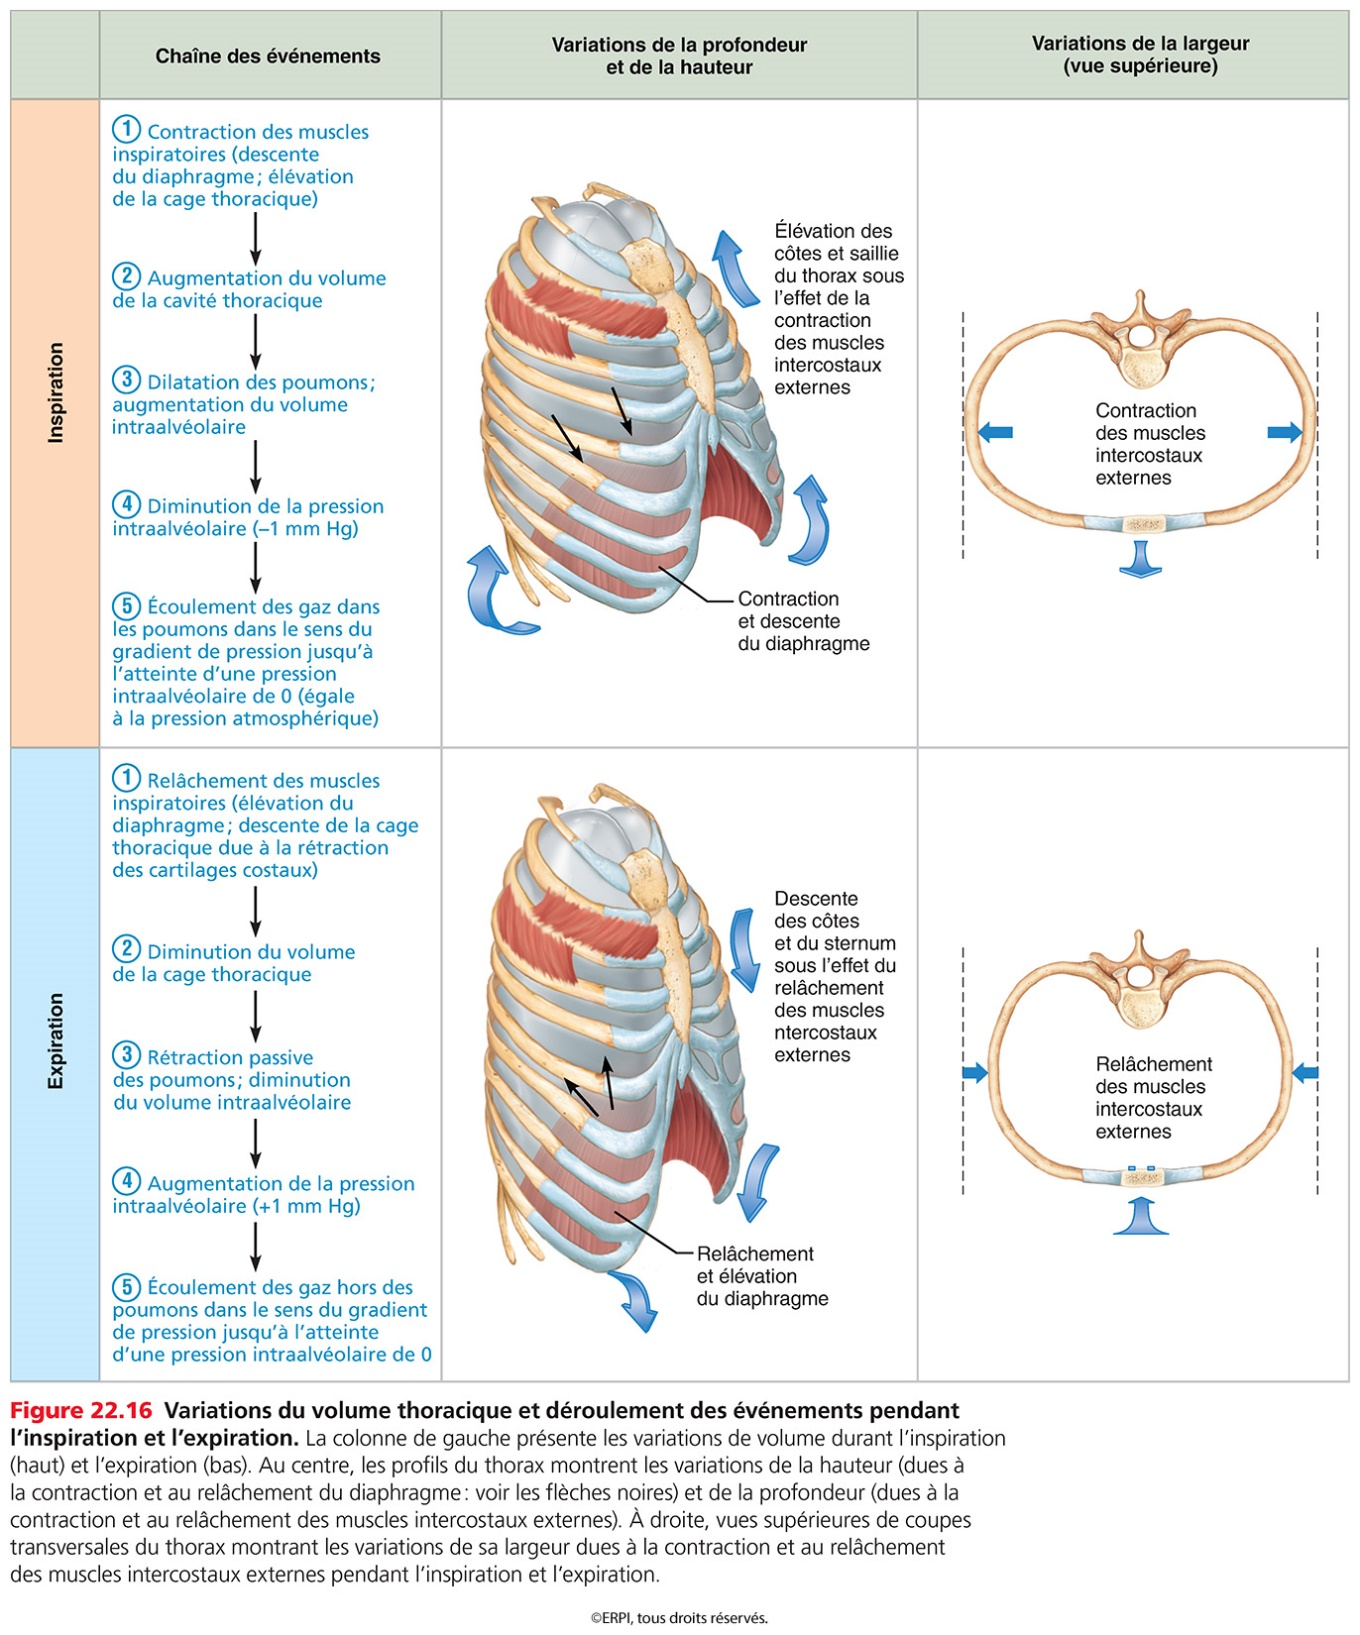 Chaîne des événements
Variations de la profondeur
et de la hauteur
Variations de la largeur
(vue supérieure)
Inspiration
① Contraction des muscles
inspiratoires (descente
du diaphragme ; élévation
de la cage thoracique)
② Augmentation du volume
de la cavité thoracique
③ Dilatation des poumons ;
augmentation du volume
intraalvéolaire
④ Diminution de la pression
intraalvéolaire (–1 mm Hg)
⑤ Écoulement des gaz dans
les poumons dans le sens du
gradient de pression jusqu’à
l’atteinte d’une pression
intraalvéolaire de 0 (égale
à la pression atmosphérique)
Élévation des
côtes et saillie
du thorax sous
l’effet de la
contraction
des muscles
intercostaux
externes
Contraction
et descente
du diaphragme
Contraction
des muscles
intercostaux
externes
Expiration
① Relâchement des muscles
inspiratoires (élévation du
diaphragme ; descente de la cage
thoracique due à la rétraction
des cartilages costaux)
② Diminution du volume
de la cage thoracique
③ Rétraction passive
des poumons ; diminution
du volume intraalvéolaire
④ Augmentation de la pression
intraalvéolaire (+1 mm Hg)
⑤ Écoulement des gaz hors des
poumons dans le sens du gradient
de pression jusqu’à l’atteinte
d’une pression intraalvéolaire de 0
Descente
des côtes
et du sternum
sous l’effet du
relâchement
des muscles
ntercostaux
externes
Relâchement
et élévation
du diaphragme
Relâchement
des muscles
intercostaux
externes
Figure 22.16 Variations du volume thoracique et déroulement des événements pendant
l’inspiration et l’expiration. La colonne de gauche présente les variations de volume durant l’inspiration
(haut) et l’expiration (bas). Au centre, les profils du thorax montrent les variations de la hauteur (dues à
la contraction et au relâchement du diaphragme : voir les flèches noires) et de la profondeur (dues à la
contraction et au relâchement des muscles intercostaux externes). À droite, vues supérieures de coupes
transversales du thorax montrant les variations de sa largeur dues à la contraction et au relâchement
des muscles intercostaux externes pendant l’inspiration et l’expiration.
©ERPI, tous droits réservés.